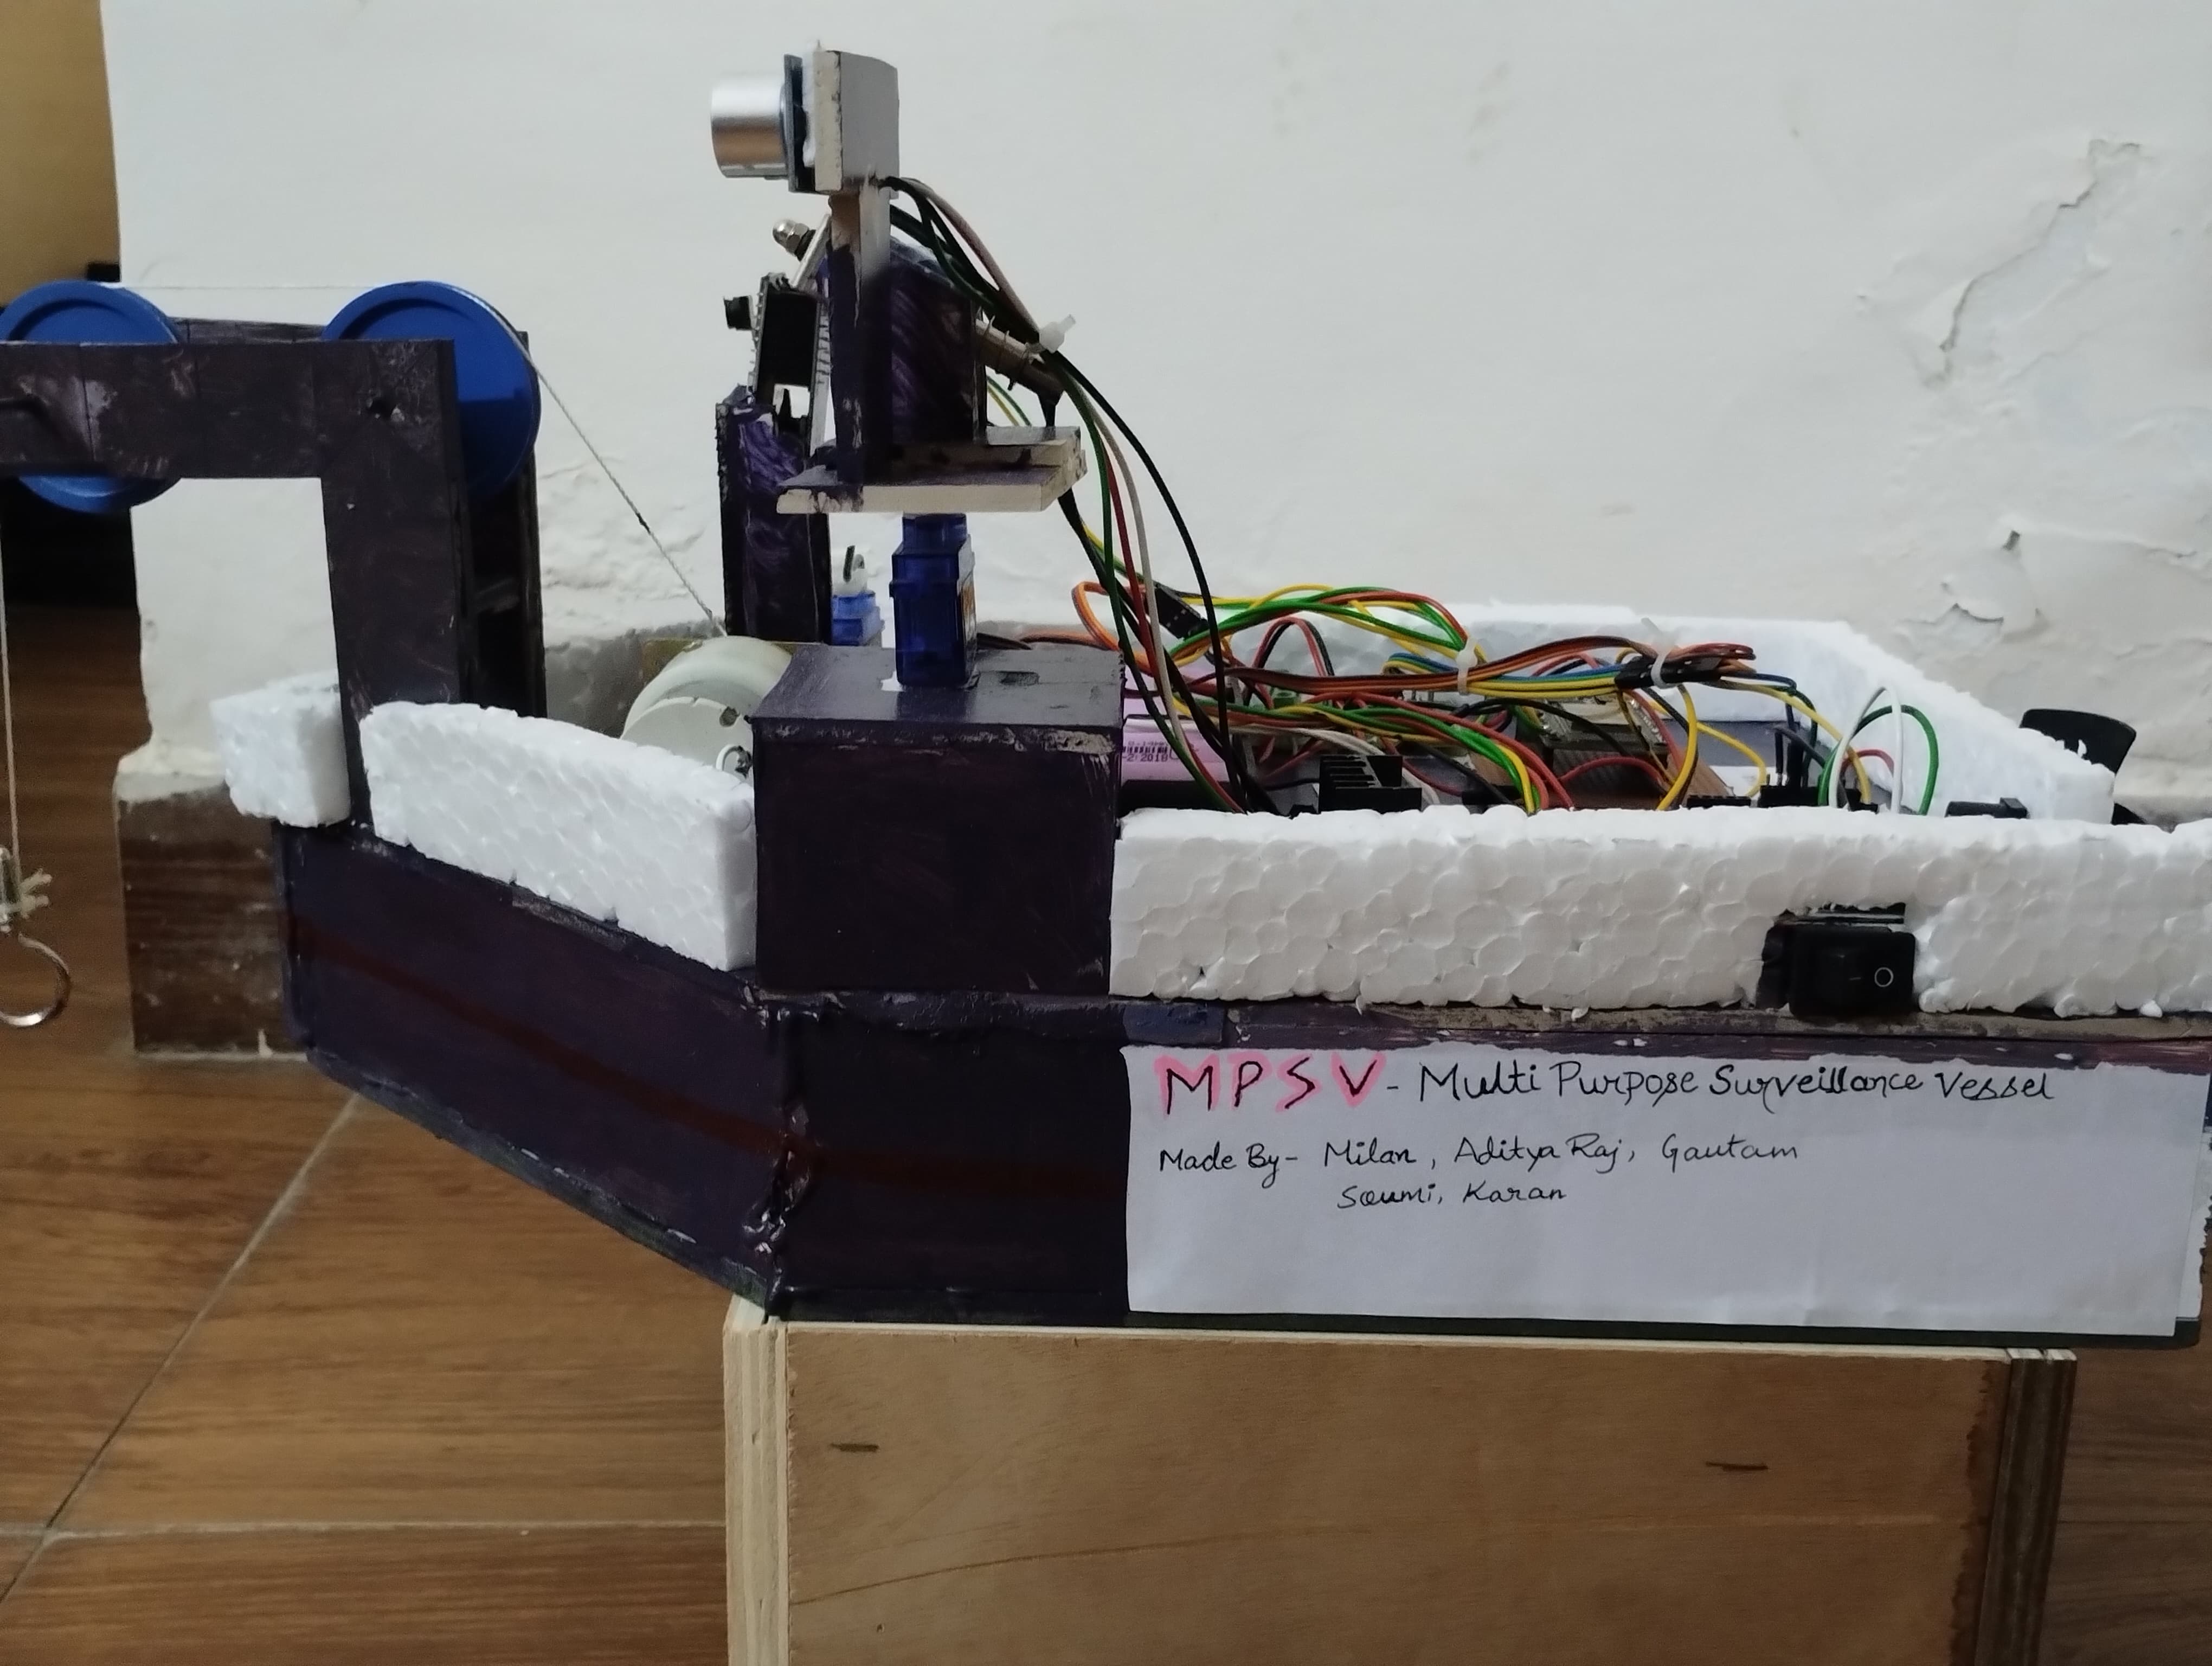 MPSV - Multi Purpose Surveillance Vessel
Made By - Milan, Aditya Raj, Gautam
Soumi, Karan